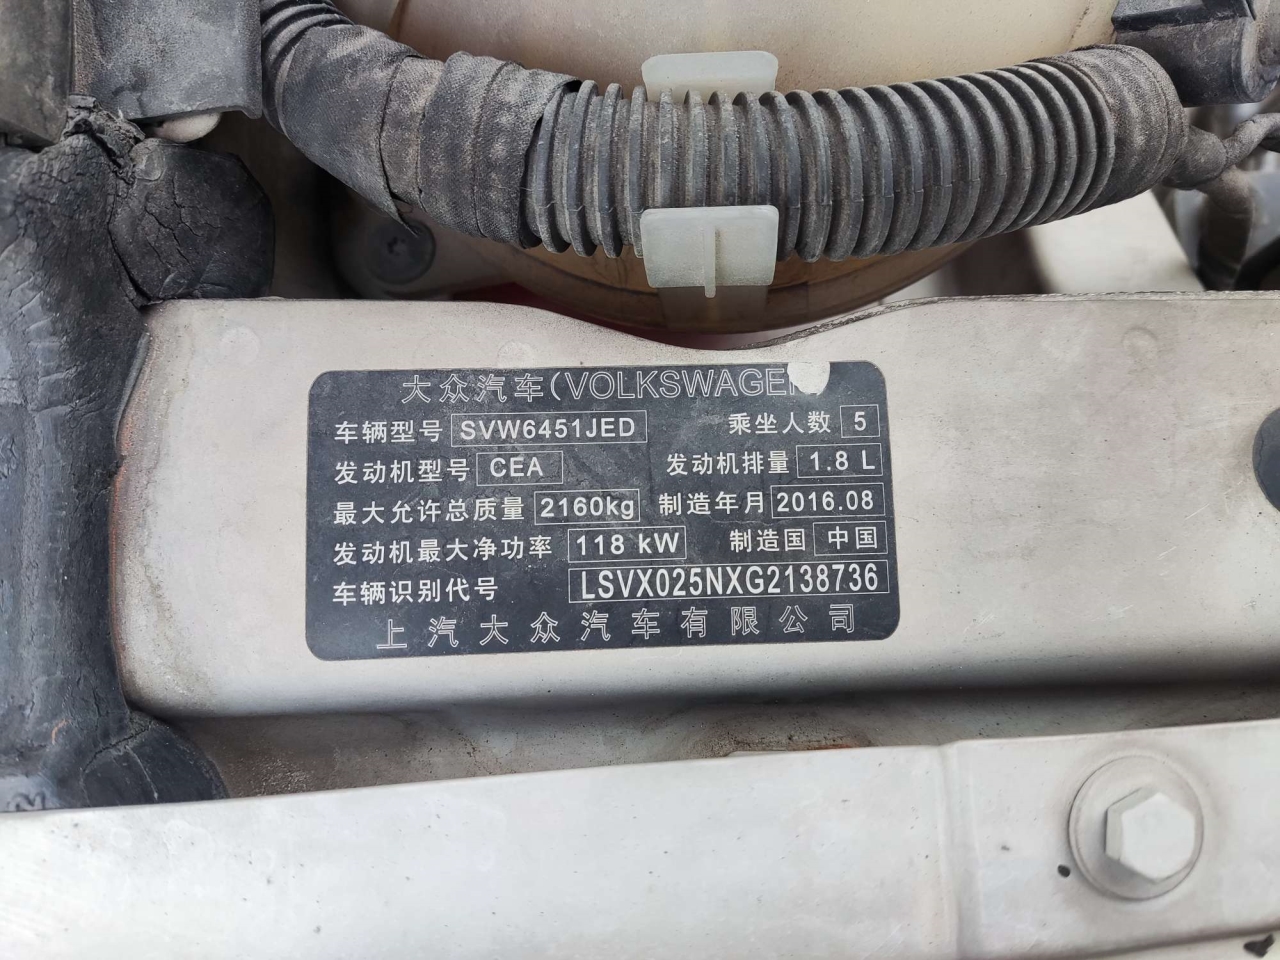 大众汽车(VOLKSWAGEN
车辆型号 SVW6451JED 乘坐人数 5
发动机型号 CEA 发动机排量 1.8 L
最大允许总质量 2160kg 制造年月 2016.08
发动机最大净功率 118 kW 制造国 中国
车辆识别代号 LSVX025NXG2138736
上汽大众汽车有限公司